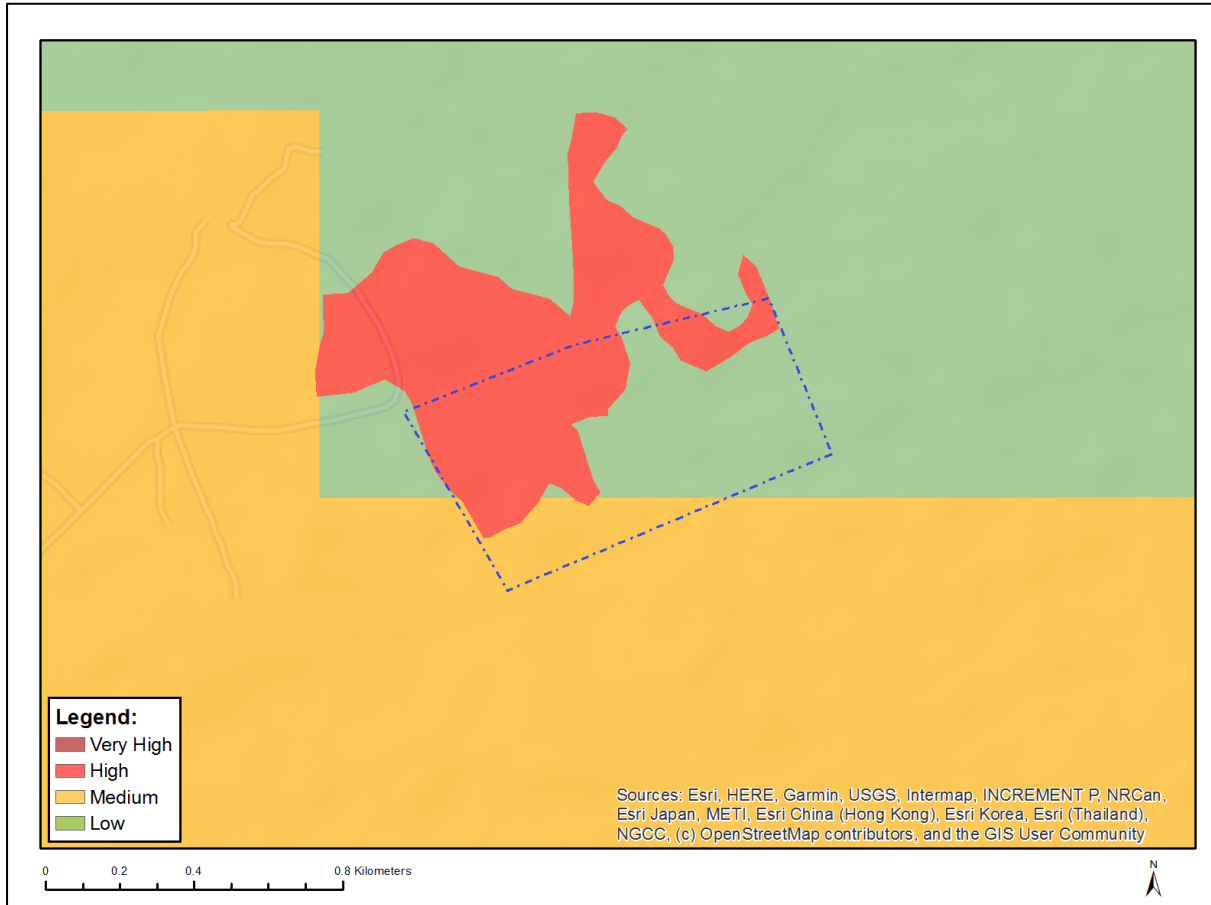 Legend:
Very High
High
Medium
Low
Sources: Esri, HERE, Garmin, USGS, Intermap, INCREMENT P, NRCan,
Esri Japan, METI, Esri China (Hong Kong), Esri Korea, Esri (Thailand),
NGCC, (c) OpenStreetMap contributors, and the GIS User Community
0 0.2 0.4 0.8 Kilometers
N